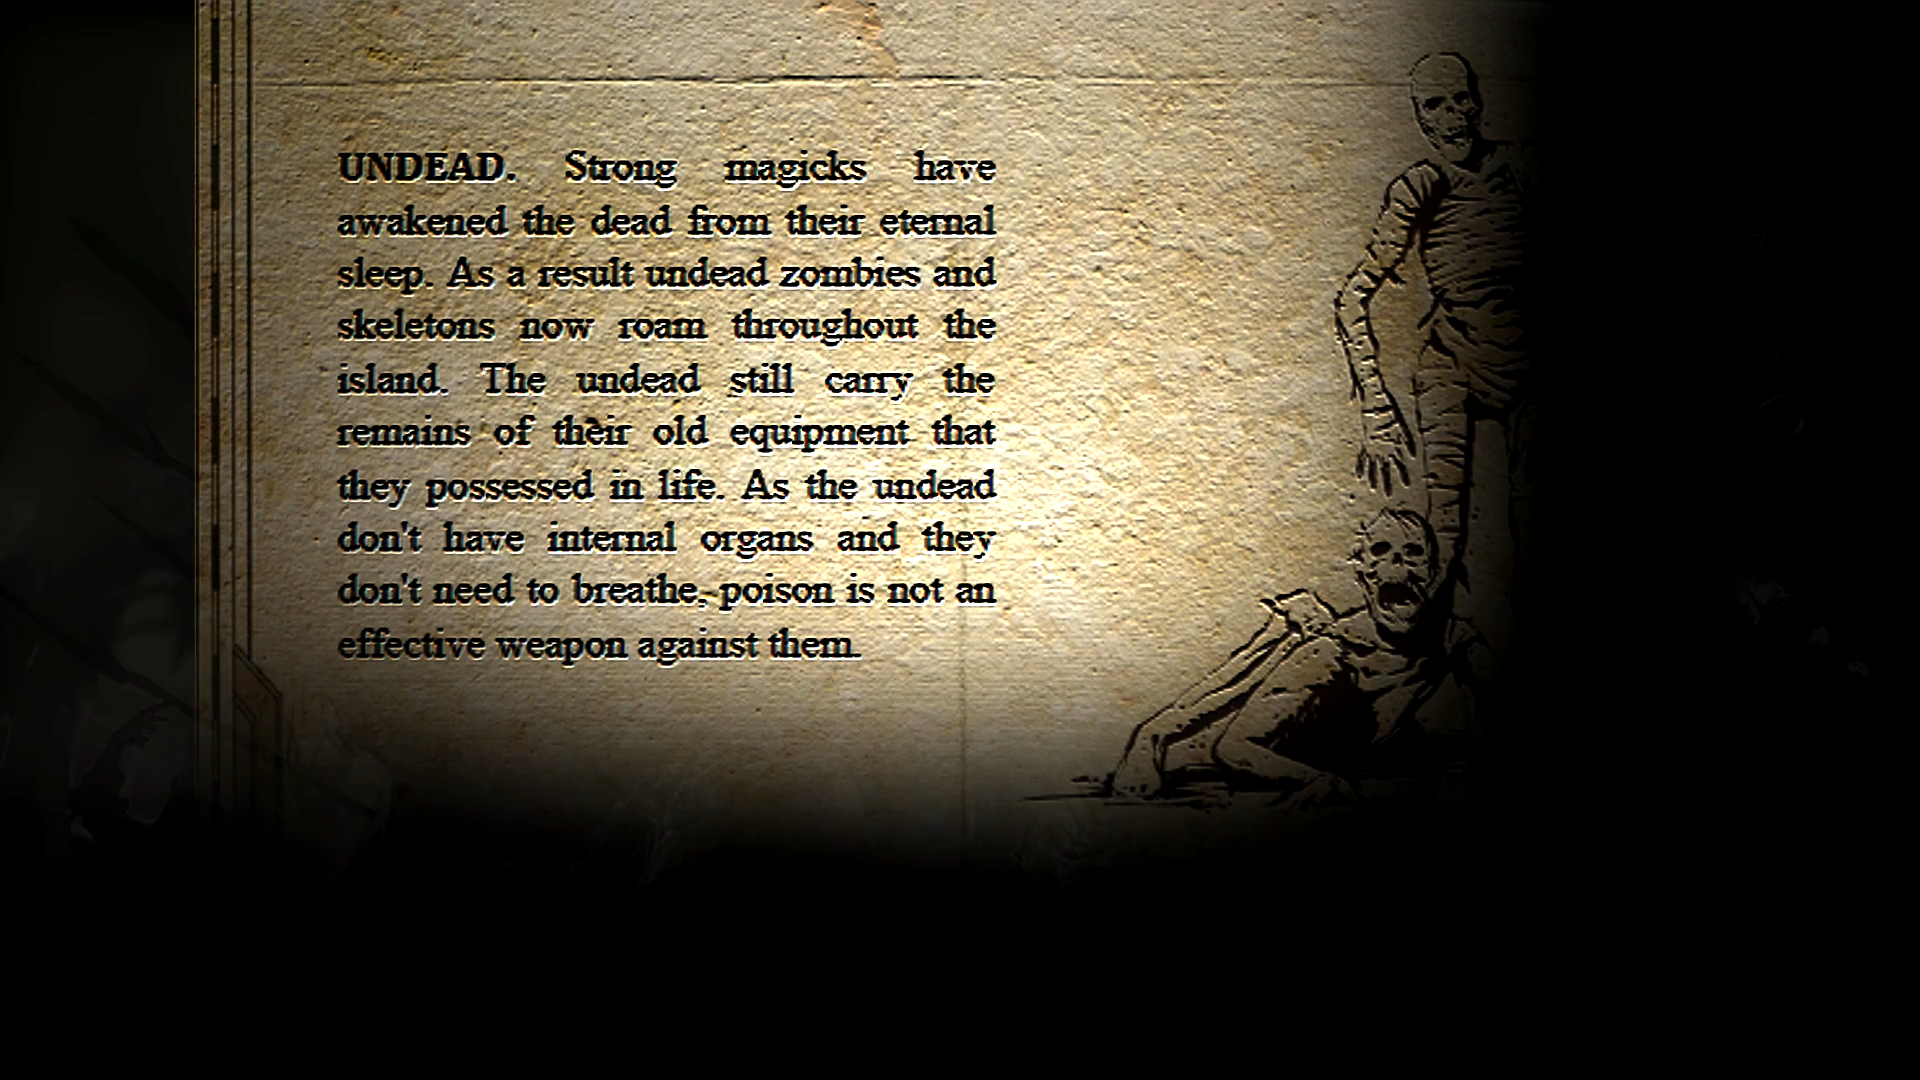 UNDEAD. Strong magicks have
awakened the dead from their eternal
sleep. As a result undead zombies and
skeletons now roam throughout the
island. The undead still carry the
remains of their old equipment that
they possessed in life. As the undead
don't have internal organs and they
don't need to breathe, poison is not an
effective weapon against them.